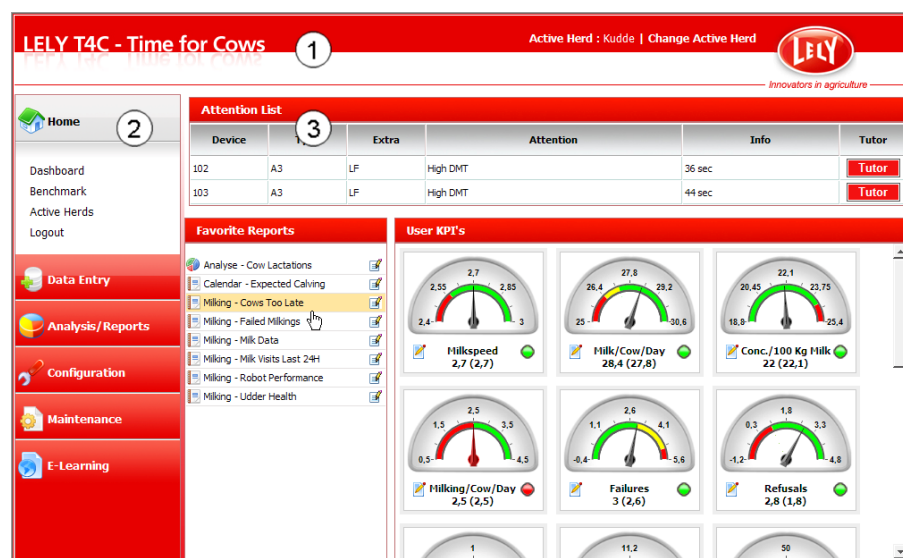 LELY T4C - Time for Cows
1
Active Herd : Kudde | Change Active Herd
LELY
Innovators in agriculture
Home
2
Dashboard
Benchmark
Active Herds
Logout
Data Entry
Analysis/Reports
Configuration
Maintenance
E-Learning
Attention List
3
Device Extra Attention Info Tutor
102 A3 LF High DMT 36 sec Tutor
103 A3 LF High DMT 44 sec Tutor
Favorite Reports
Analyse - Cow Lactations
Calendar - Expected Calving
Milking - Cows Too Late
Milking - Failed Milkings
Milking - Milk Data
Milking - Milk Visits Last 24H
Milking - Robot Performance
Milking - Udder Health
User KPI's
2,7
2,55 2,85
2,4 3
Milkspeed
2,7 (2,7)
27,8
26,4 29,2
25 30,6
Milk/Cow/Day
28,4 (27,8)
22,1
20,45 23,75
18,8 25,4
Conc./100 Kg Milk
22 (22,1)
2,5
1,5 3,5
0,5 4,5
Milking/Cow/Day
2,5 (2,5)
2,6
1,1 4,1
-0,4 5,6
Failures
3 (2,6)
1,8
0,3 3,3
-1,2 4,8
Refusals
2,8 (1,8)
1
11,2
50